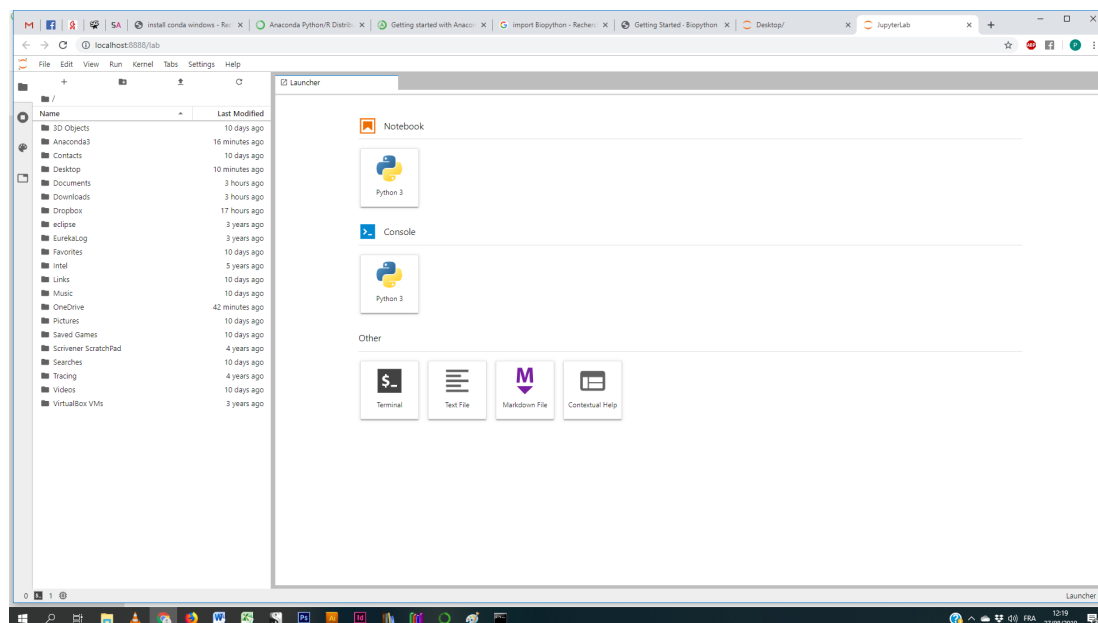 install conda windows - Rec
Anaconda Python/R Distrib
Getting started with Anacon
import Biopython - Recherc
Getting Started · Biopython
Desktop/
JupyterLab
localhost:8888/lab
File Edit View Run Kernel Tabs Settings Help
Launcher
/
Name Last Modified
3D Objects 10 days ago
Anaconda3 16 minutes ago
Contacts 10 days ago
Desktop 10 minutes ago
Documents 3 hours ago
Downloads 3 hours ago
Dropbox 17 hours ago
eclipse 3 years ago
EurekaLog 3 years ago
Favorites 10 days ago
Intel 5 years ago
Links 10 days ago
Music 10 days ago
OneDrive 42 minutes ago
Pictures 10 days ago
Saved Games 10 days ago
Scrivener ScratchPad 4 years ago
Searches 10 days ago
Tracing 4 years ago
Videos 10 days ago
VirtualBox VMs 3 years ago
Notebook
Python 3
Console
Python 3
Other
$_ M
Terminal Text File Markdown File Contextual Help
0 $_ 1
Launcher
FRA 12:19